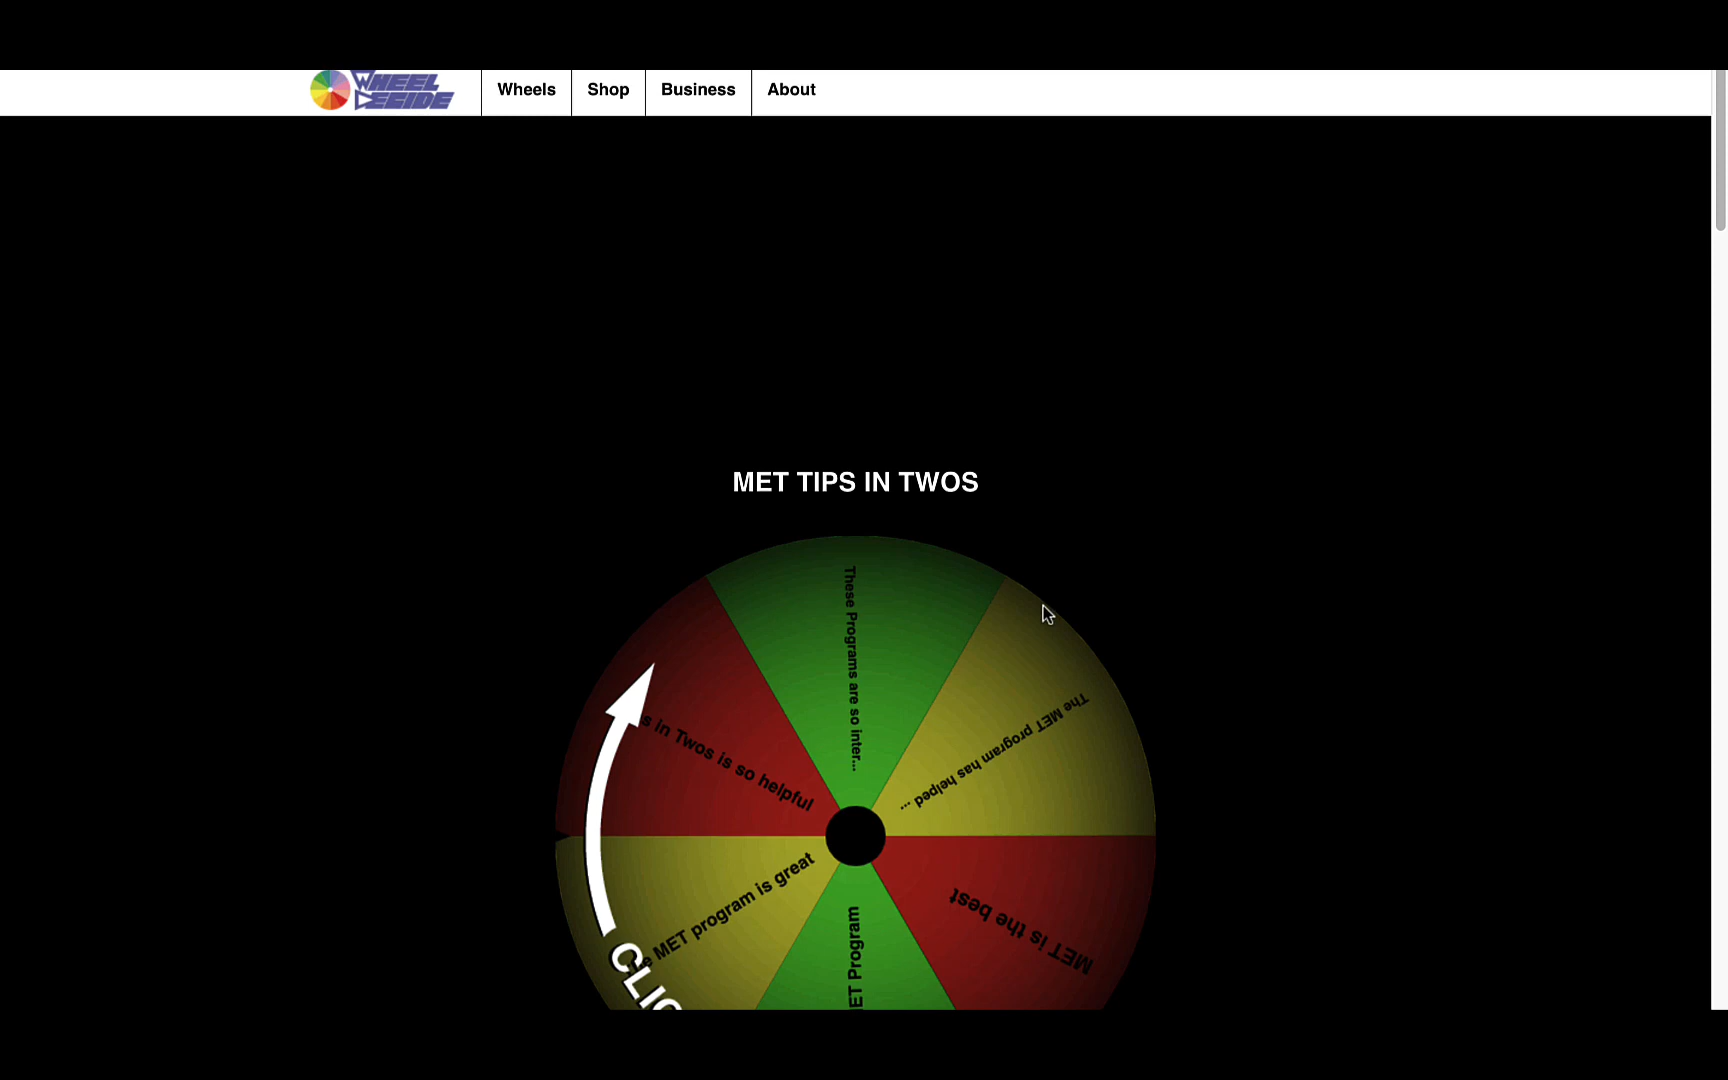 WHEEL DECIDE
Wheels
Shop
Business
About
MET TIPS IN TWOS
These Programs are so inter...
The MET program has helped ...
s in Twos is so helpful
MET program is great
MET is the best
Program